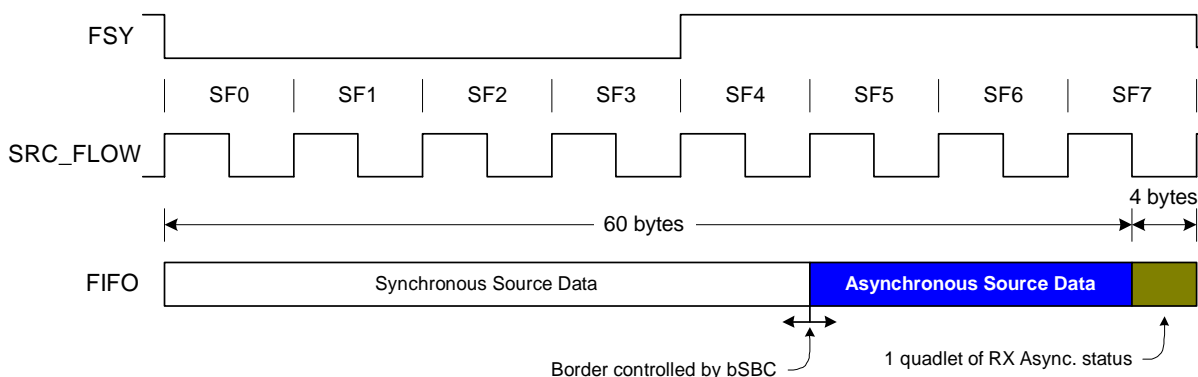 FSY
SF0 SF1 SF2 SF3 SF4 SF5 SF6 SF7
SRC_FLOW
4 bytes
60 bytes
FIFO Synchronous Source Data Asynchronous Source Data
Border controlled by bSBC
1 quadlet of RX Async. status